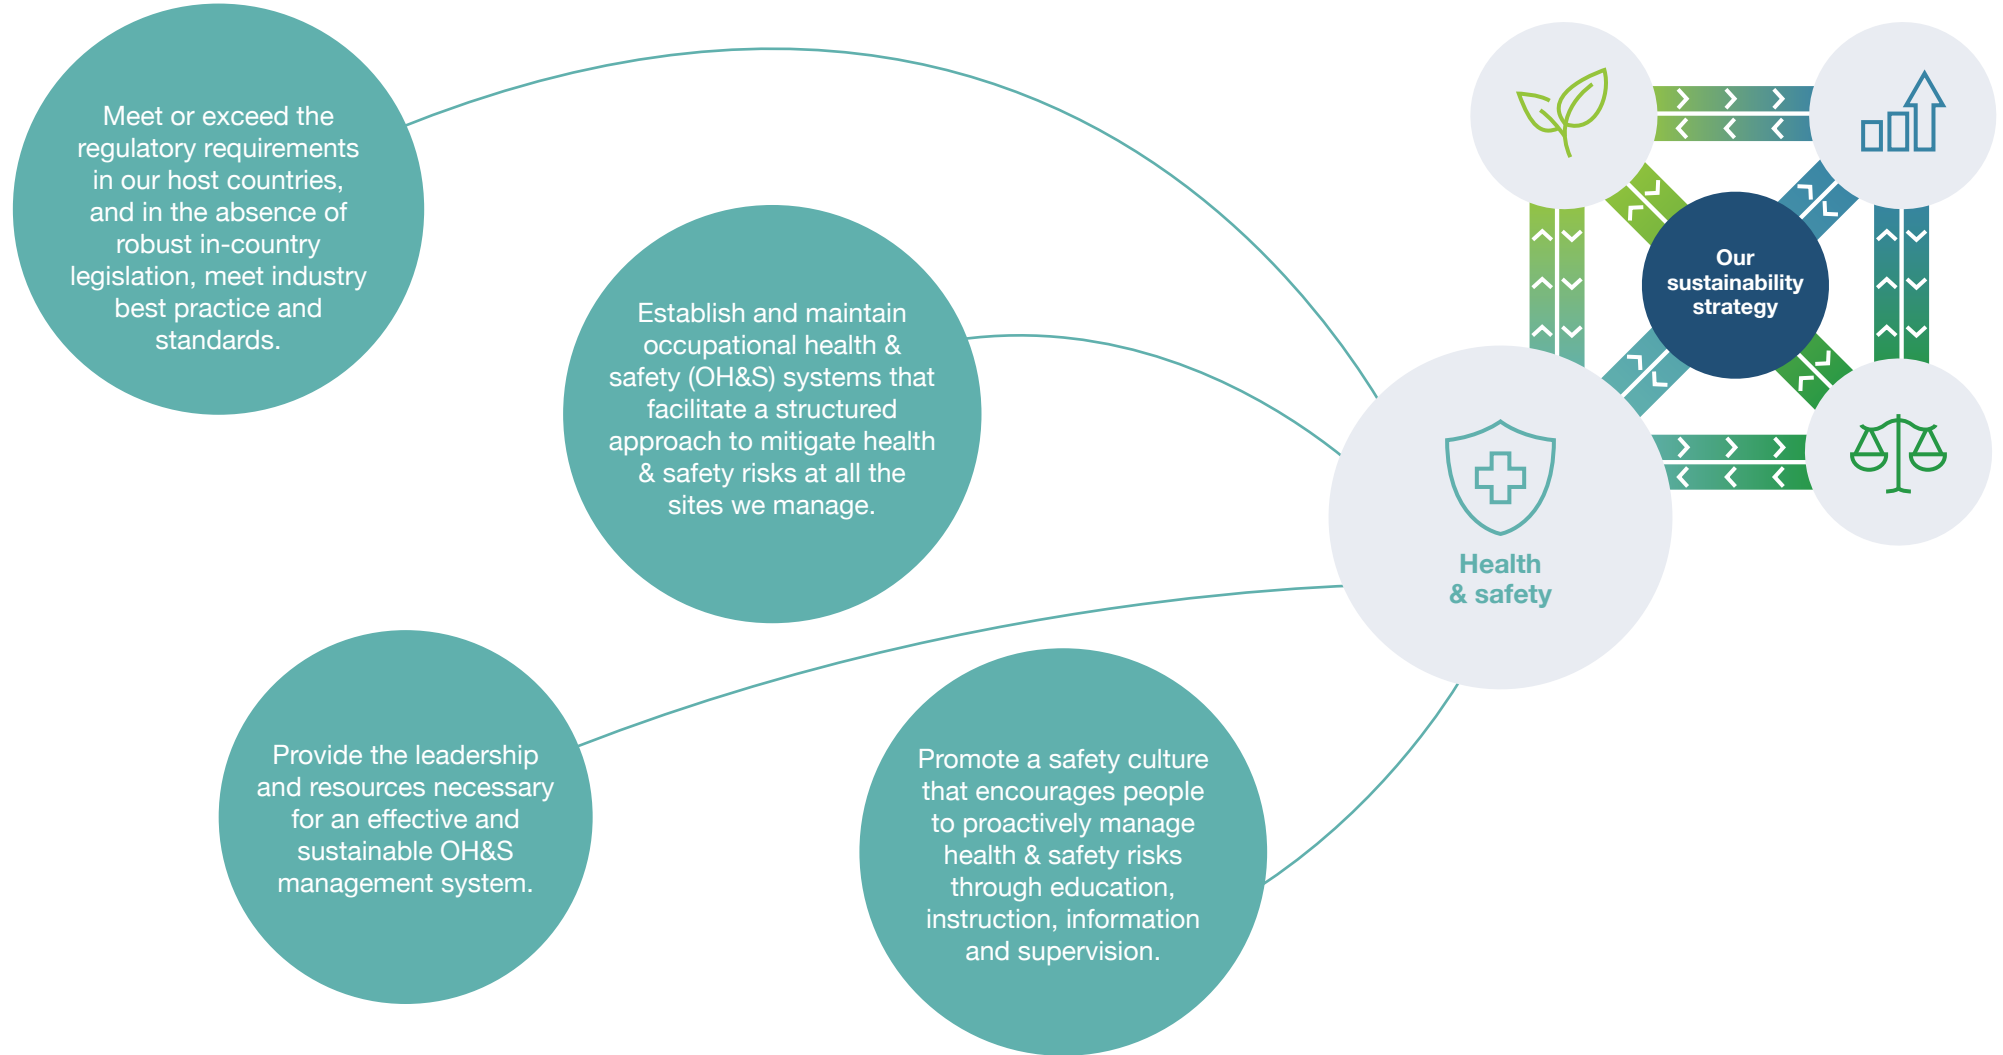 Meet or exceed the
regulatory requirements
in our host countries,
and in the absence of
robust in-country
legislation, meet industry
best practice and
standards.
Establish and maintain
occupational health &
safety (OH&S) systems that
facilitate a structured
approach to mitigate health
& safety risks at all the
sites we manage.
Our
sustainability
strategy
Health
& safety
Provide the leadership
and resources necessary
for an effective and
sustainable OH&S
management system.
Promote a safety culture
that encourages people
to proactively manage
health & safety risks
through education,
instruction, information
and supervision.